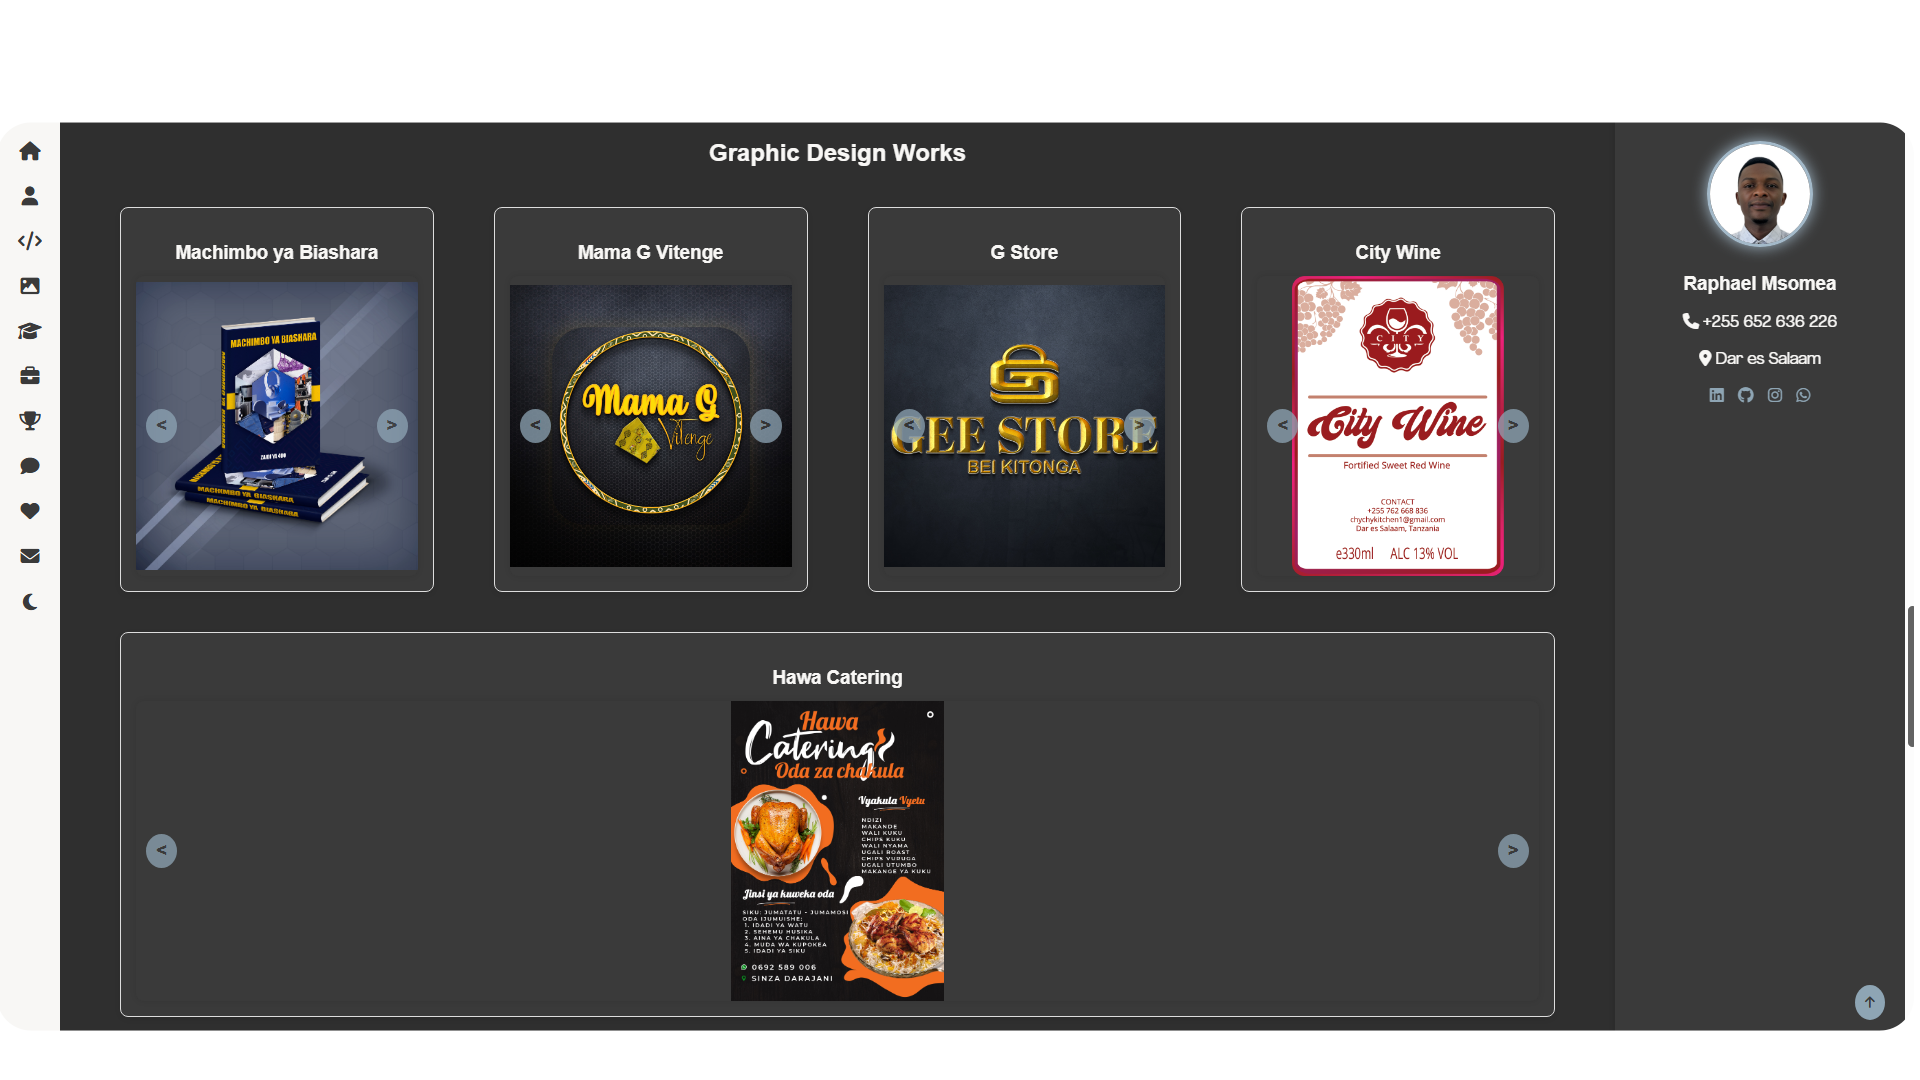 Graphic Design Works
Machimbo ya Biashara
MACHIMBO YA BIASHARA
ZAIDI YA 400
MACHIMBO YA BIASHARA
MACHIMBO YA BIASHARA
Mama G Vitenge
Mama G
Vitenge
< >
G Store
GEE STORE
BEI KITONGA
< >
City Wine
CITY
City Wine
Fortified Sweet Red Wine
CONTACT
+255 762 668 836
chychykitchen1@gmail.com
Dar es Salaam, Tanzania
e330ml ALC 13% VOL
< >
Hawa Catering
Hawa
Catering
Oda za chakula
Vyakula Vyetu
NDIZI
MAKANDE
WALI KUKU
CHIPS KUKU
WALI NYAMA
UGALI ROAST
CHIPS VURUGA
UGALI UTUMBO
MAKANGE YA KUKU
Jinsi ya kuweka oda
SIKU: JUMATATU - JUMAMOSI
ODA IJUMUISHE:
1. IDADI YA WATU
2. SEHEMU HUSIKA
3. AINA YA CHAKULA
4. MUDA WA KUPOKEA
5. IDADI YA SIKU
0692 589 006
SINZA DARAJANI
< >
Raphael Msomea
+255 652 636 226
Dar es Salaam